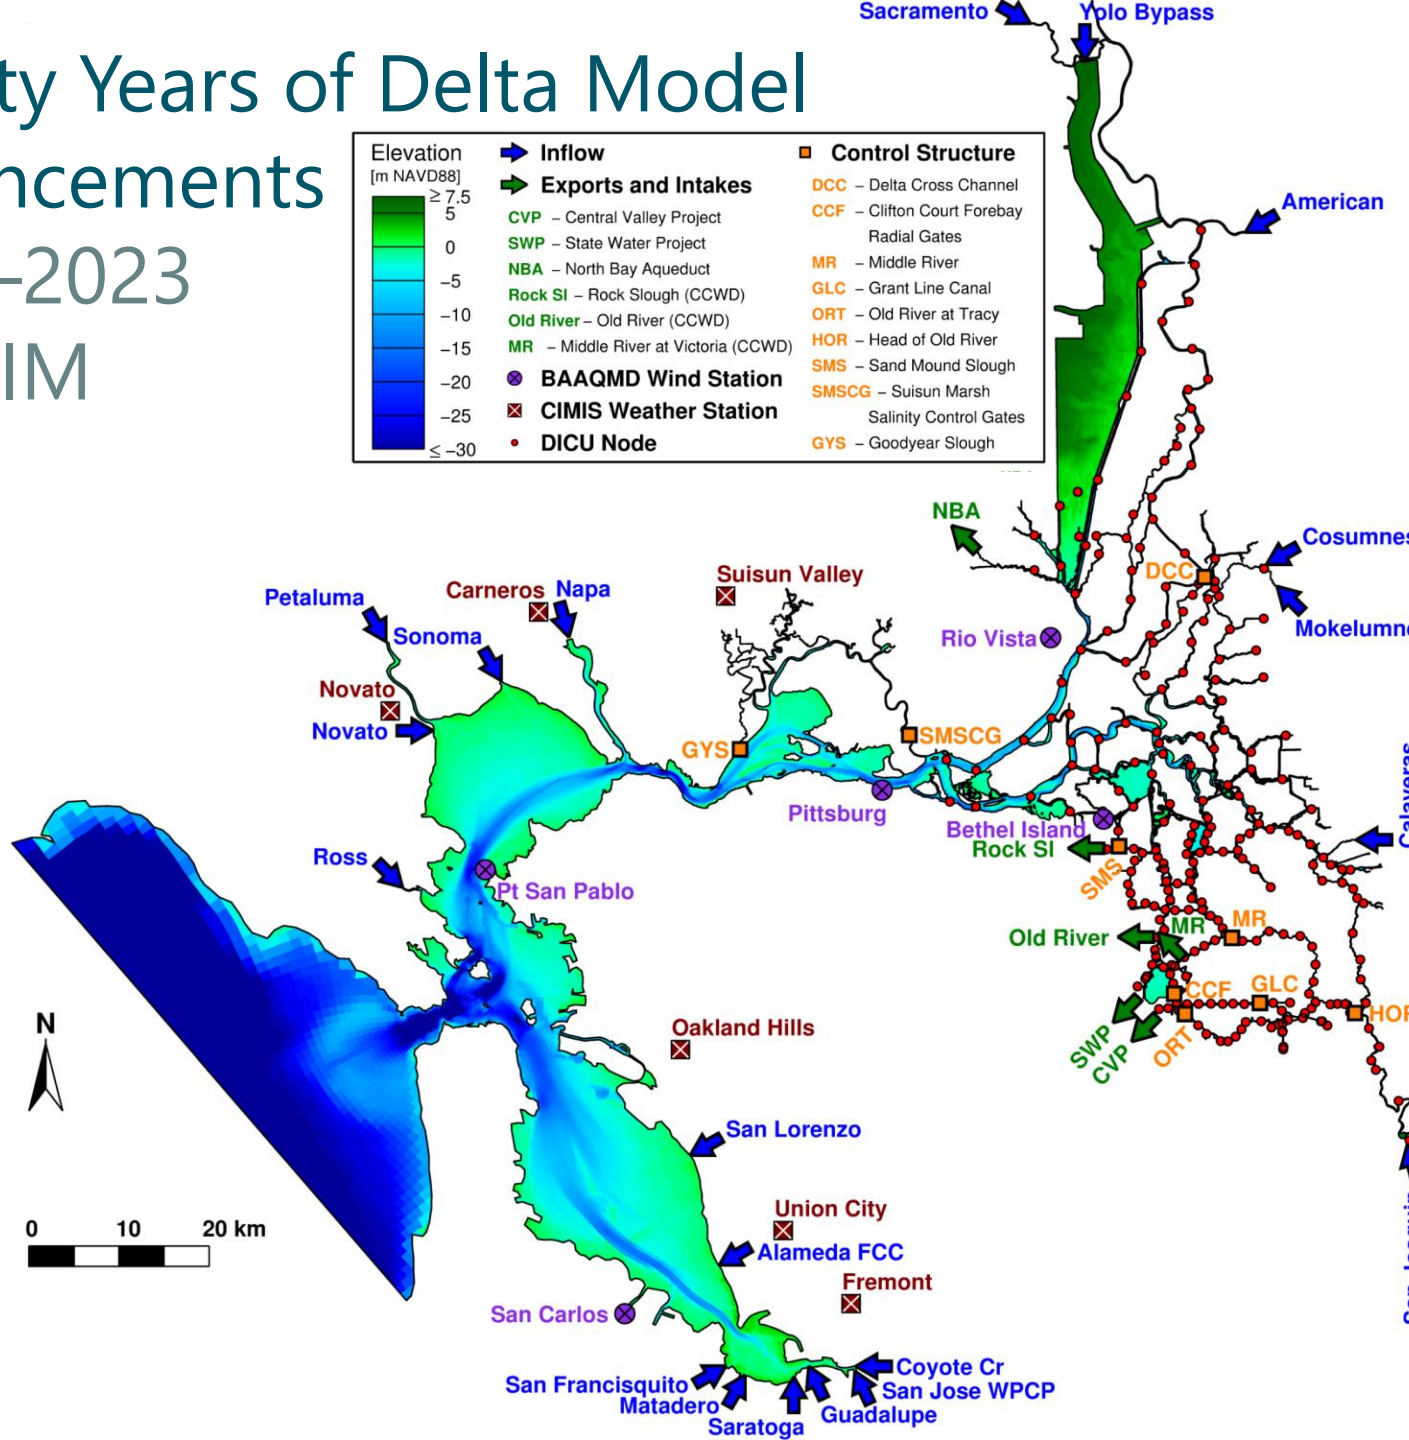 ty Years of Delta Model
ncements
–2023
IM
Elevation
[m NAVD88]
≥ 7.5
5
0
−5
−10
−15
−20
−25
≤ −30
Inflow
Exports and Intakes
CVP – Central Valley Project
SWP – State Water Project
NBA – North Bay Aqueduct
Rock Sl – Rock Slough (CCWD)
Old River – Old River (CCWD)
MR – Middle River at Victoria (CCWD)
BAAQMD Wind Station
CIMIS Weather Station
DICU Node
Control Structure
DCC – Delta Cross Channel
CCF – Clifton Court Forebay
Radial Gates
MR – Middle River
GLC – Grant Line Canal
ORT – Old River at Tracy
HOR – Head of Old River
SMS – Sand Mound Slough
SMSCG – Suisun Marsh
Salinity Control Gates
GYS – Goodyear Slough
Sacramento
Yolo Bypass
American
NBA
Cosumnes
DCC
Mokelumne
Suisun Valley
Carneros
Napa
Petaluma
Sonoma
Rio Vista
Novato
Novato
GYS
SMSCG
Pittsburg
Bethel Island
Rock Sl
SMS
Calaveras
Ross
Pt San Pablo
Old River
MR
MR
CCF
GLC
HOR
SWP
CVP
ORT
N
Oakland Hills
San Lorenzo
0 10 20 km
Union City
Alameda FCC
Fremont
San Carlos
San Francisquito
Matadero
Saratoga
Guadalupe
San Jose WPCP
Coyote Cr